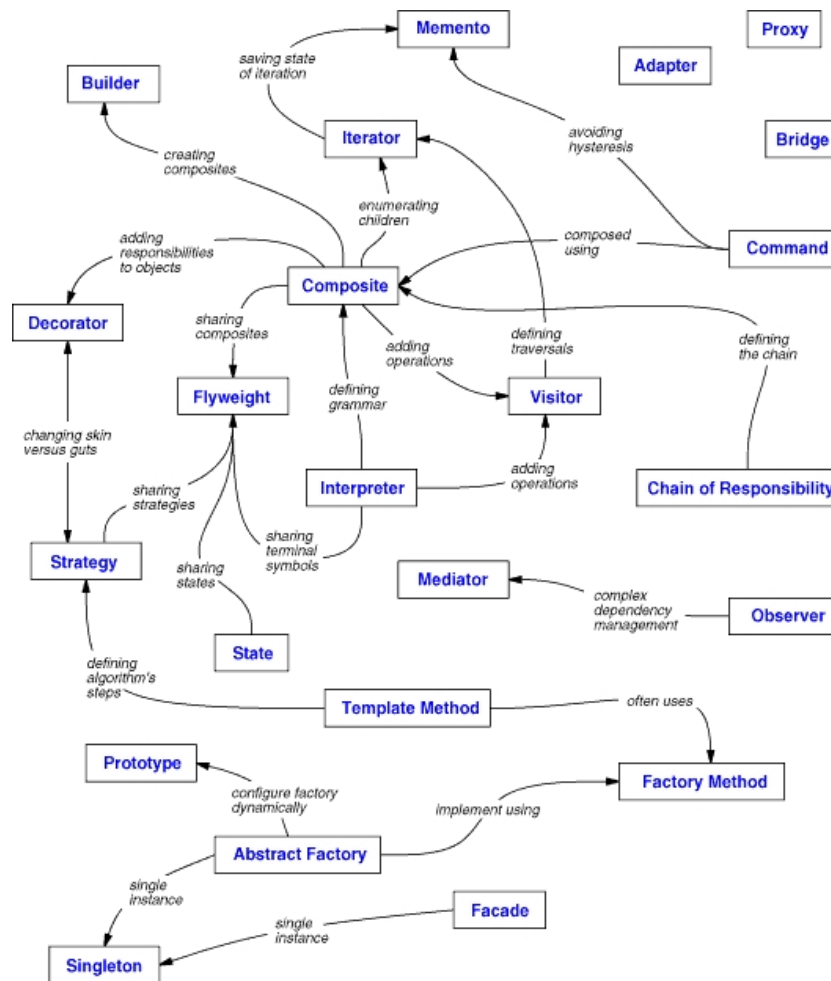 Memento
Proxy
saving state
of iteration
Adapter
Builder
Iterator
avoiding
hysteresis
Bridge
creating
composites
enumerating
children
adding
responsibilities
to objects
composed
using
Command
Composite
Decorator
sharing
composites
adding
operations
defining
traversals
defining
the chain
Flyweight
defining
grammar
Visitor
changing skin
versus guts
sharing
strategies
Interpreter
adding
operations
Chain of Responsibility
Strategy
sharing
terminal
symbols
sharing
states
Mediator
complex
dependency
management
Observer
State
defining
algorithm's
steps
Template Method
often uses
Prototype
configure factory
dynamically
Factory Method
implement using
Abstract Factory
single
instance
Facade
single
instance
Singleton